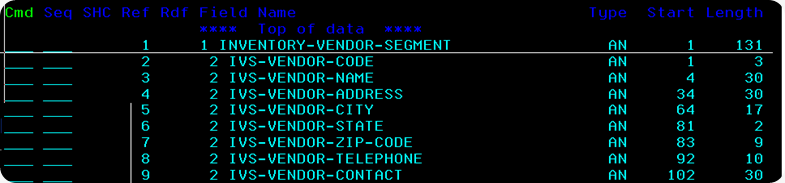 Cmd Seq SHC Ref Rdf Field Name Type Start Length
**** Top of data ****
1 1 INVENTORY-VENDOR-SEGMENT AN 1 131
2 2 IVS-VENDOR-CODE AN 1 3
3 2 IVS-VENDOR-NAME AN 4 30
4 2 IVS-VENDOR-ADDRESS AN 34 30
5 2 IVS-VENDOR-CITY AN 64 17
6 2 IVS-VENDOR-STATE AN 81 2
7 2 IVS-VENDOR-ZIP-CODE AN 83 9
8 2 IVS-VENDOR-TELEPHONE AN 92 10
9 2 IVS-VENDOR-CONTACT AN 102 30